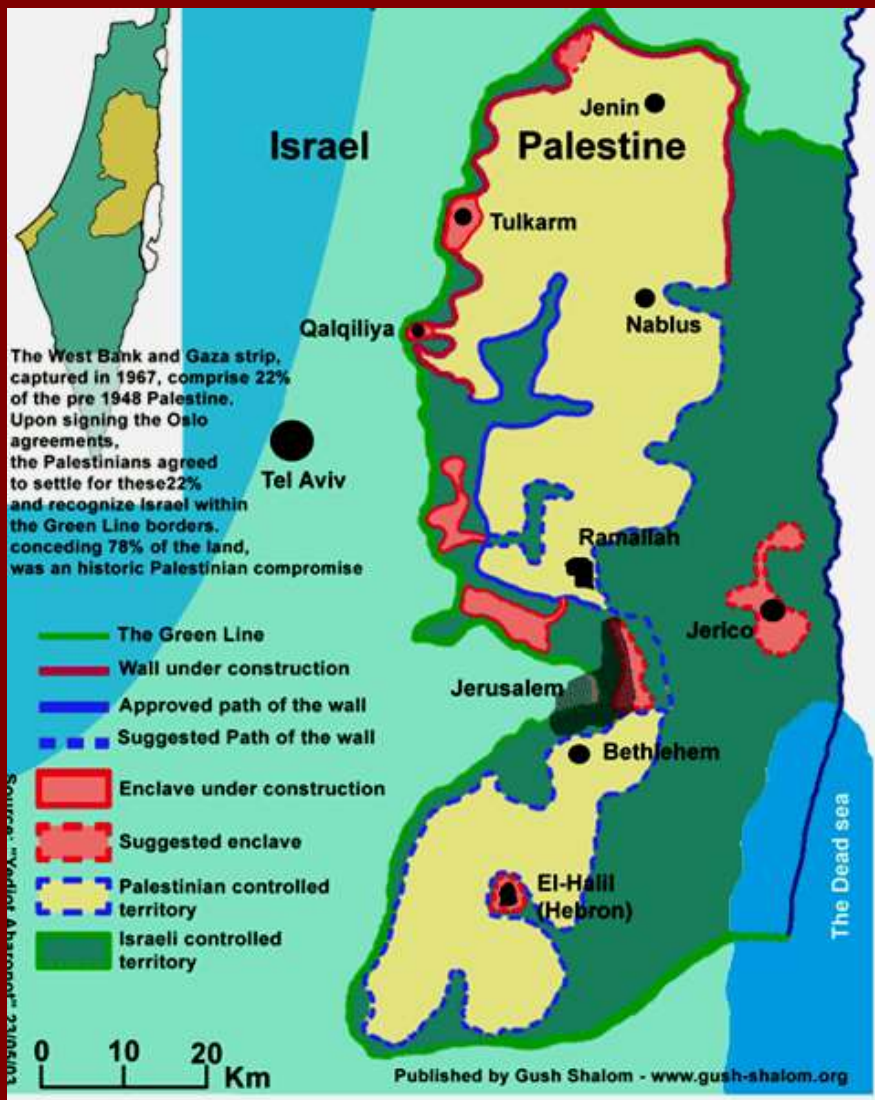 Israel
Palestine
Jenin
Tulkarm
Qalqiliya
Nablus
The West Bank and Gaza strip,
captured in 1967, comprise 22%
of the pre 1948 Palestine.
Upon signing the Oslo
agreements,
the Palestinians agreed
to settle for these22%
and recognize Israel within
the Green Line borders.
conceding 78% of the land,
was an historic Palestinian compromise
Tel Aviv
Ramallah
Jerico
Jerusalem
Bethlehem
El-Halil
(Hebron)
The Dead sea
The Green Line
Wall under construction
Approved path of the wall
Suggested Path of the wall
Enclave under construction
Suggested enclave
Palestinian controlled
territory
Israeli controlled
territory
0 10 20
Km
Published by Gush Shalom - www.gush-shalom.org
Source: "Yediot Aharonot"